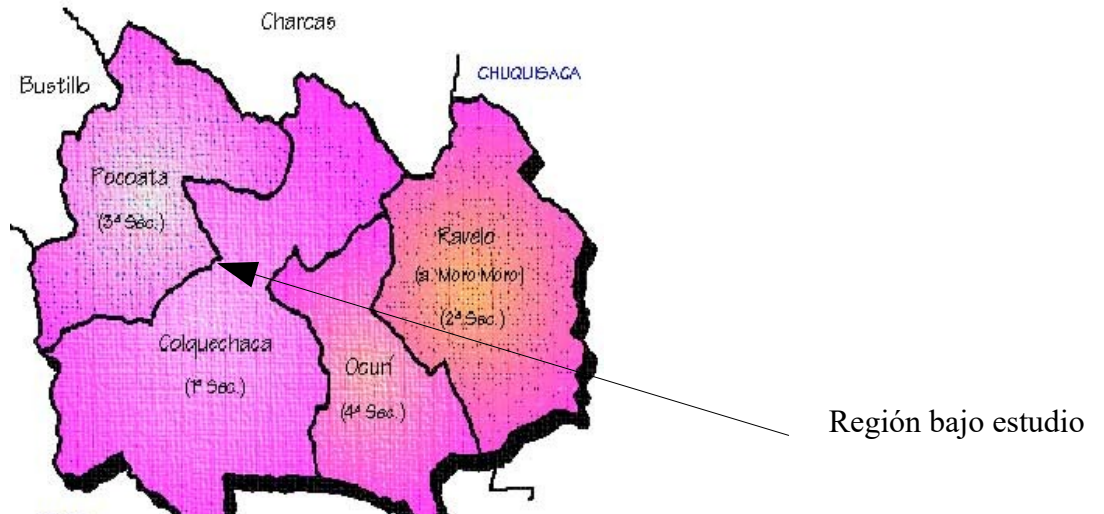 Charcas
Bustillo
CHUQUISACA
Pocoata
(3ª Sec.)
Ravelo
(a. Moro Moro)
(2ª Sec.)
Colquechaca
(1ª Sec.)
Ocurí
(4ª Sec.)
Región bajo estudio